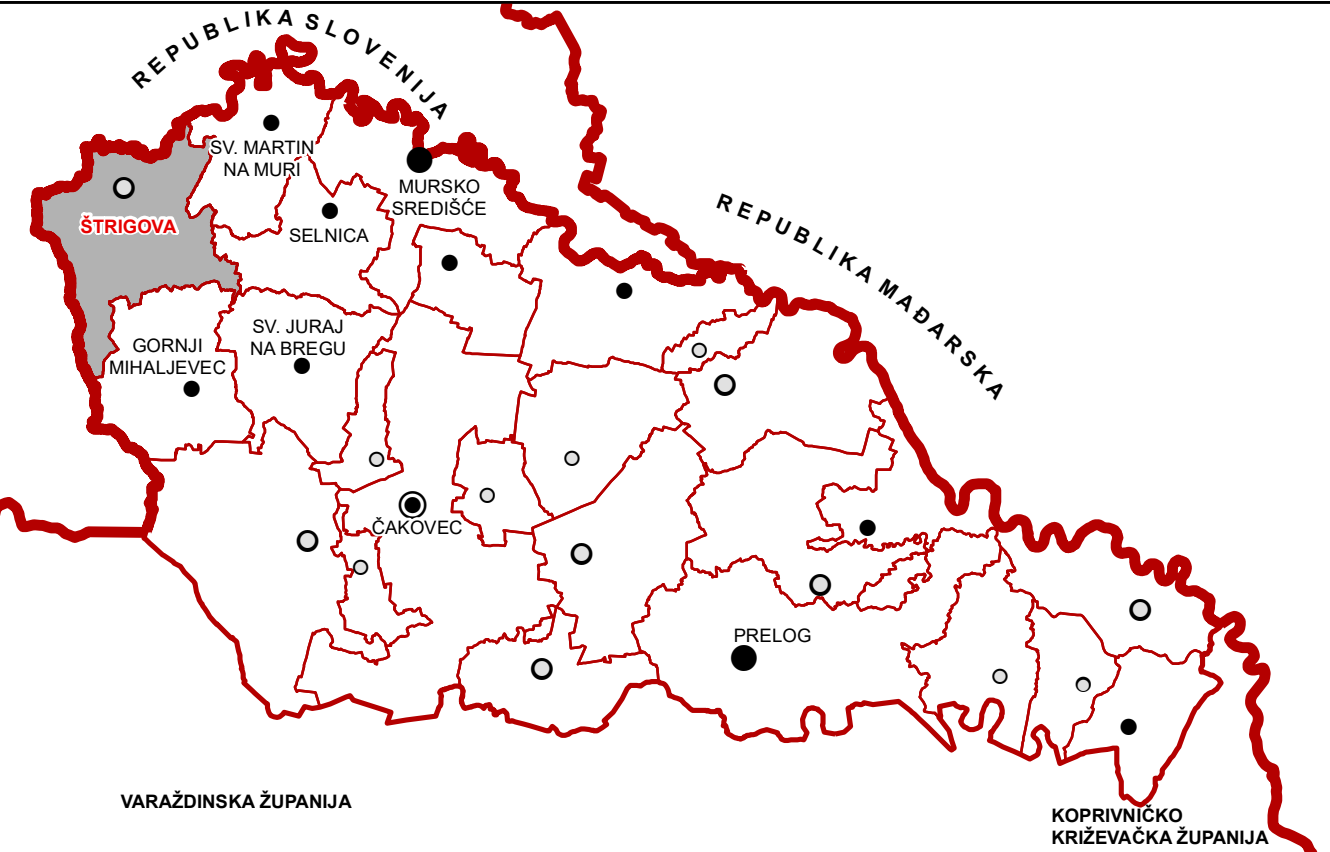 REPUBLIKA SLOVENIJA
SV. MARTIN
NA MURI
MURSKO
SREDIŠĆE
ŠTRIGOVA
SELNICA
REPUBLIKA MAĐARSKA
GORNJI
MIHALJEVEC
SV. JURAJ
NA BREGU
ČAKOVEC
PRELOG
VARAŽDINSKA ŽUPANIJA
KOPRIVNIČKO
KRIŽEVAČKA ŽUPANIJA